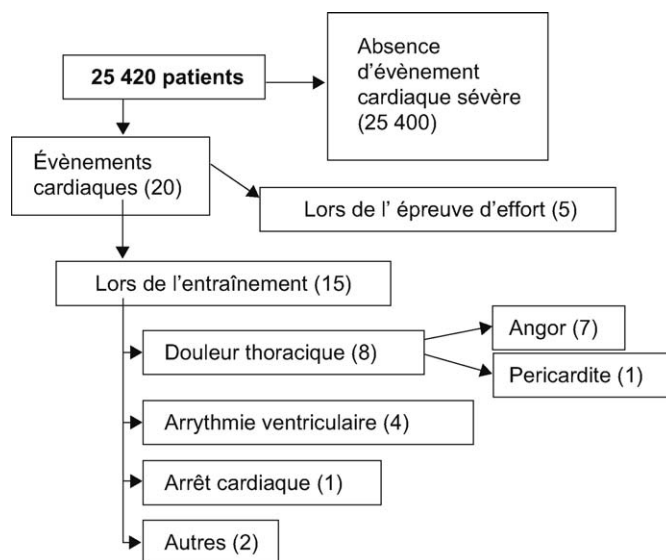 25 420 patients
Absence
d'évènement
cardiaque sévère
(25 400)
Évènements
cardiaques (20)
Lors de l' épreuve d'effort (5)
Lors de l'entraînement (15)
Douleur thoracique (8)
Angor (7)
Pericardite (1)
Arrythmie ventriculaire (4)
Arrêt cardiaque (1)
Autres (2)